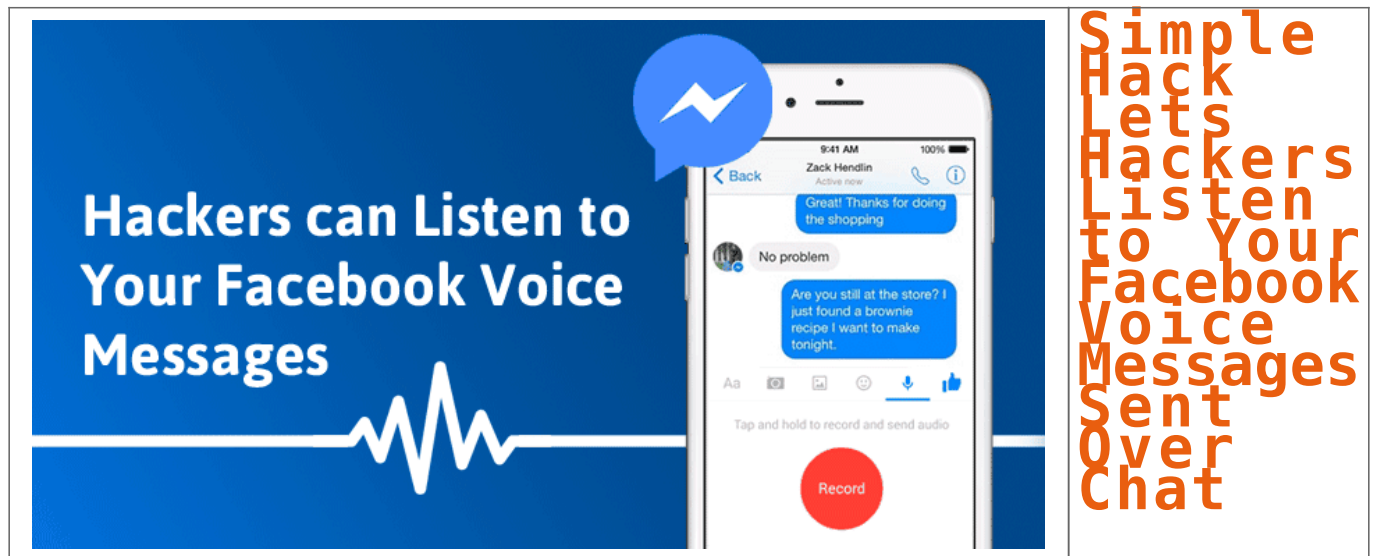 Hackers can Listen to
Your Facebook Voice
Messages
9:41 AM
100%
Back
Zack Hendlin
Active now
Great! Thanks for doing
the shopping
No problem
Are you still at the store? I
just found a brownie
recipe I want to make
tonight.
Aa
Tap and hold to record and send audio
Record
Simple
Hack
Lets
Hackers
Listen
to Your
Facebook
Voice
Messages
Sent
Over
Chat